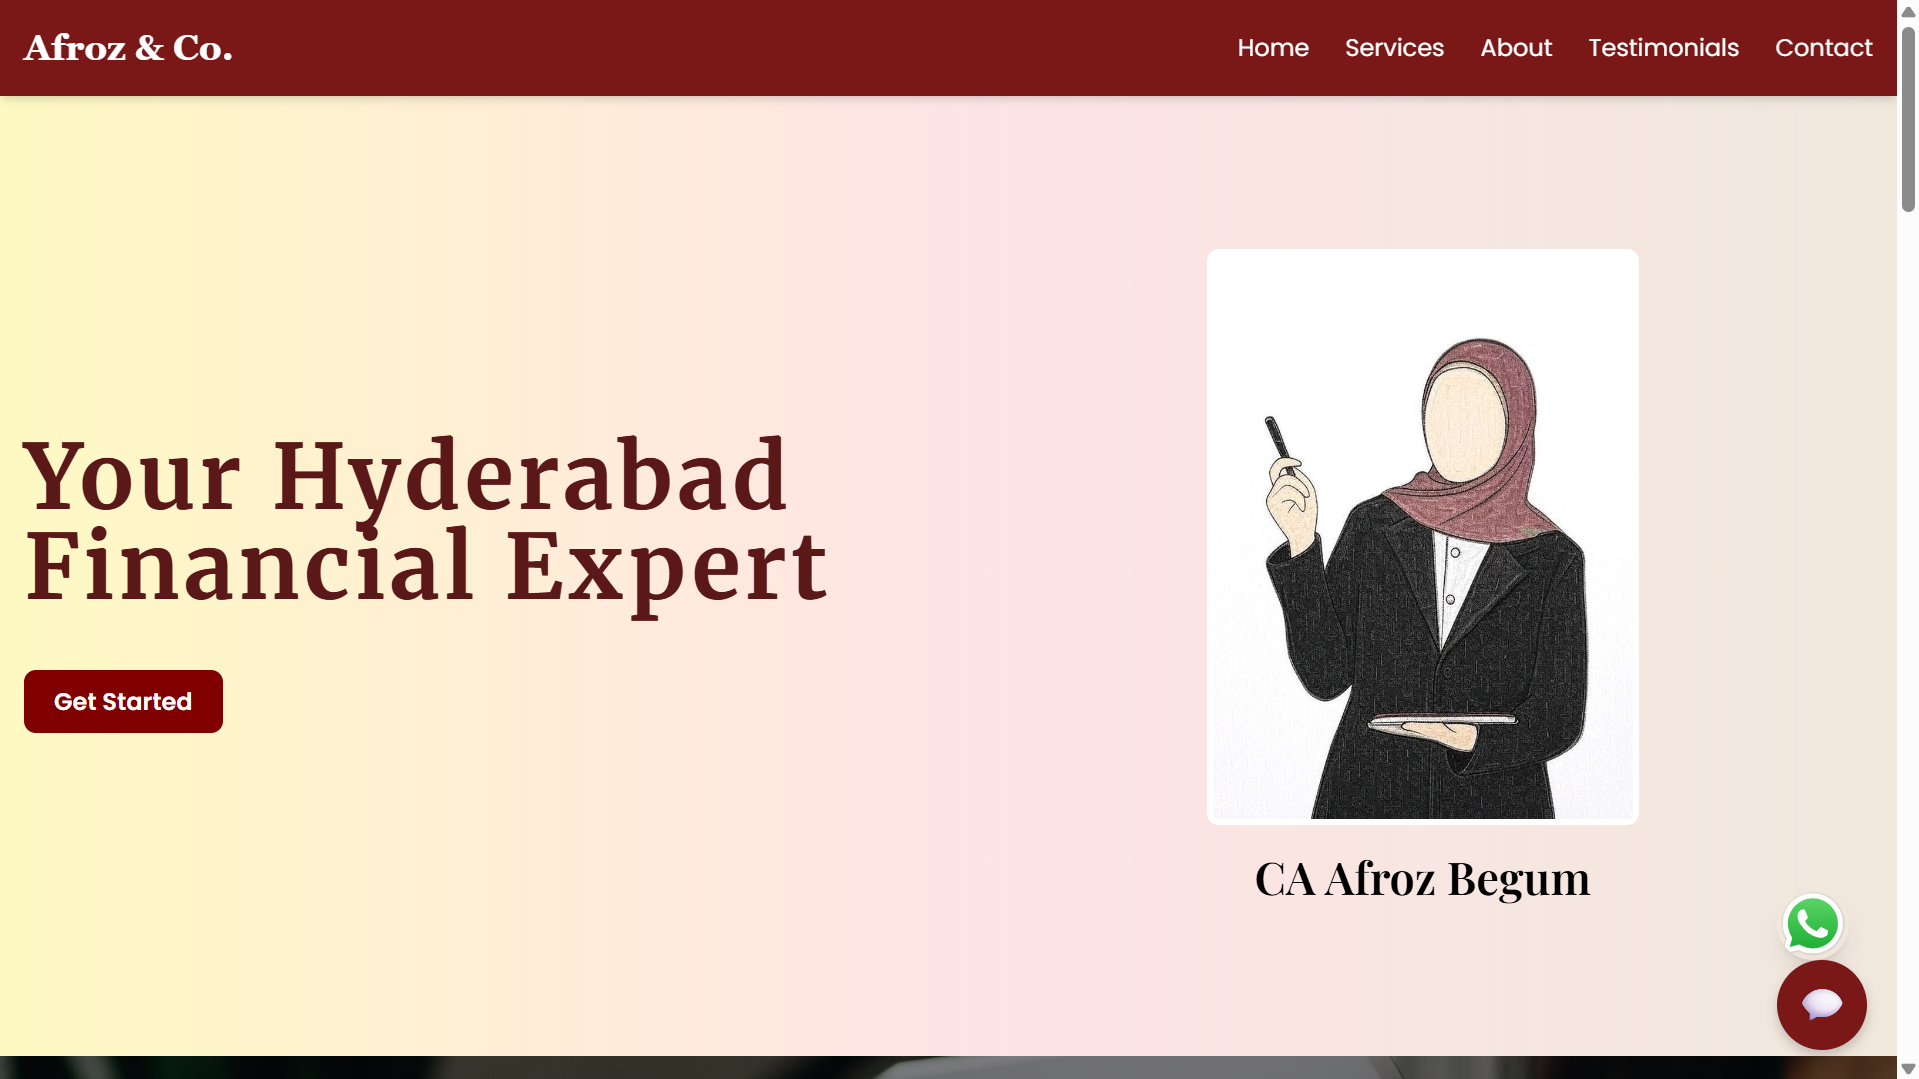 Afroz & Co.
Home Services About Testimonials Contact
Your Hyderabad
Financial Expert
Get Started
CA Afroz Begum